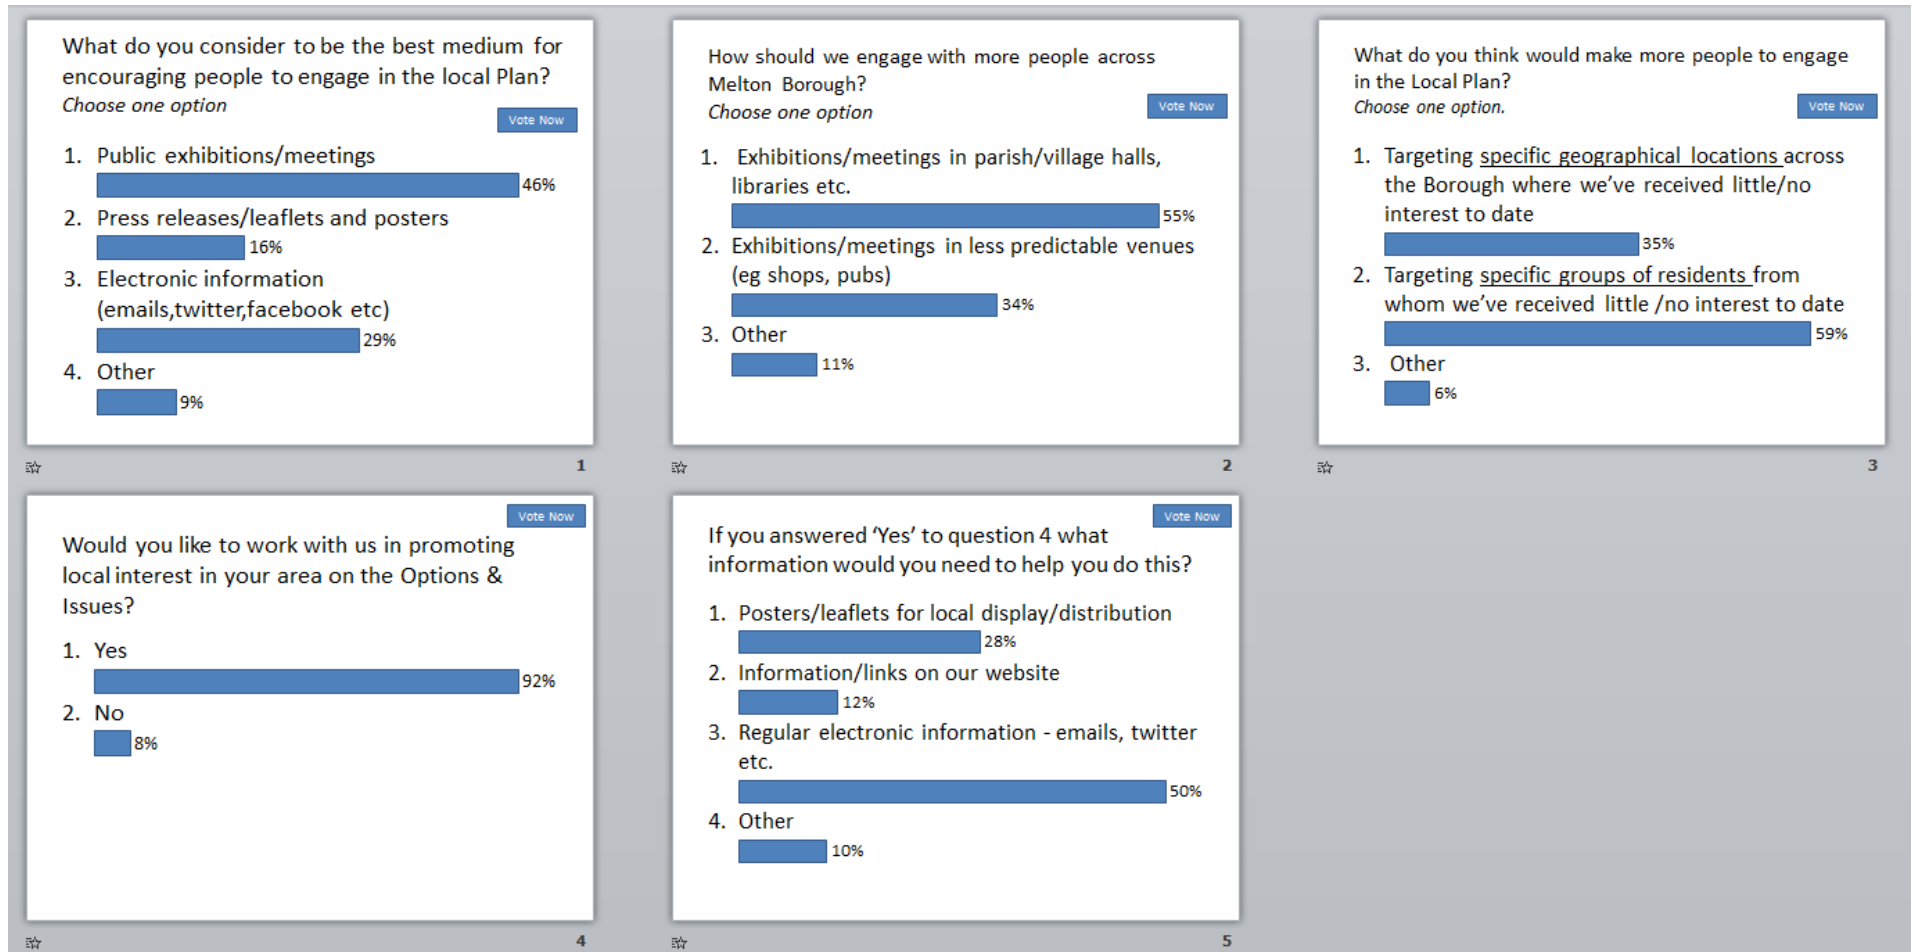 What do you consider to be the best medium for
encouraging people to engage in the local Plan?
Choose one option
Vote Now
1. Public exhibitions/meetings
46%
2. Press releases/leaflets and posters
16%
3. Electronic information
(emails,twitter,facebook etc)
29%
4. Other
9%
1
How should we engage with more people across
Melton Borough?
Choose one option
Vote Now
1. Exhibitions/meetings in parish/village halls,
libraries etc.
55%
2. Exhibitions/meetings in less predictable venues
(eg shops, pubs)
34%
3. Other
11%
2
What do you think would make more people to engage
in the Local Plan?
Choose one option.
Vote Now
1. Targeting specific geographical locations across
the Borough where we've received little/no
interest to date
35%
2. Targeting specific groups of residents from
whom we've received little /no interest to date
59%
3. Other
6%
3
Vote Now
Would you like to work with us in promoting
local interest in your area on the Options &
Issues?
1. Yes
92%
2. No
8%
4
Vote Now
If you answered ‘Yes’ to question 4 what
information would you need to help you do this?
1. Posters/leaflets for local display/distribution
28%
2. Information/links on our website
12%
3. Regular electronic information - emails, twitter
etc.
50%
4. Other
10%
5